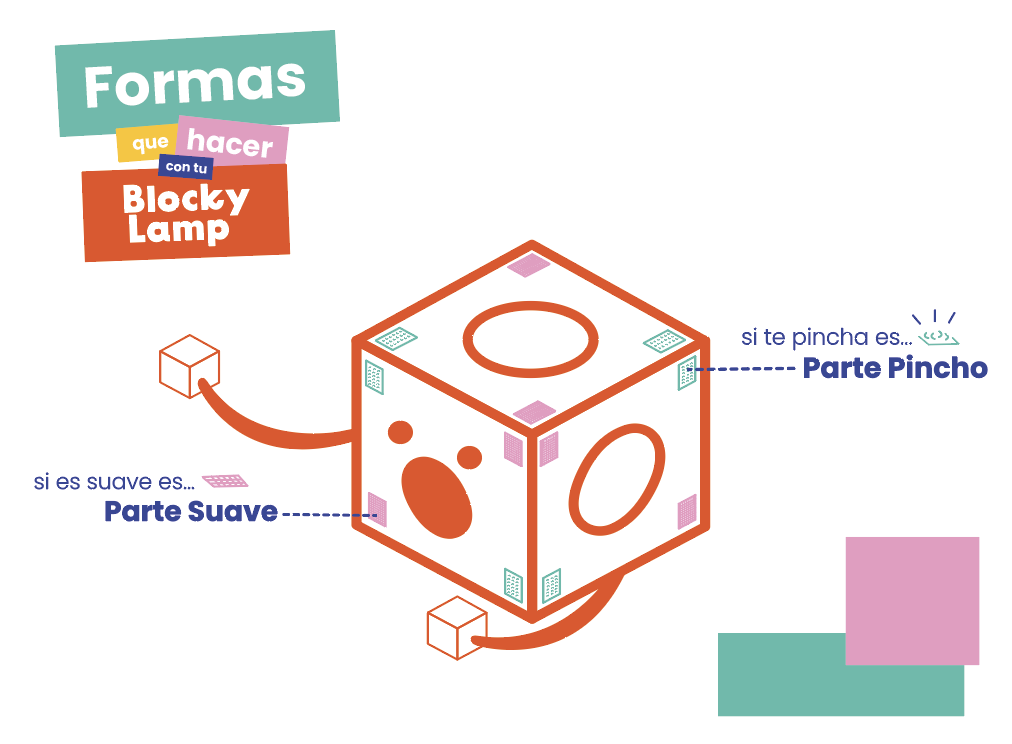 Formas
que hacer
con tu
Blocky
Lamp
si te pincha es...
Parte Pincho
si es suave es...
Parte Suave